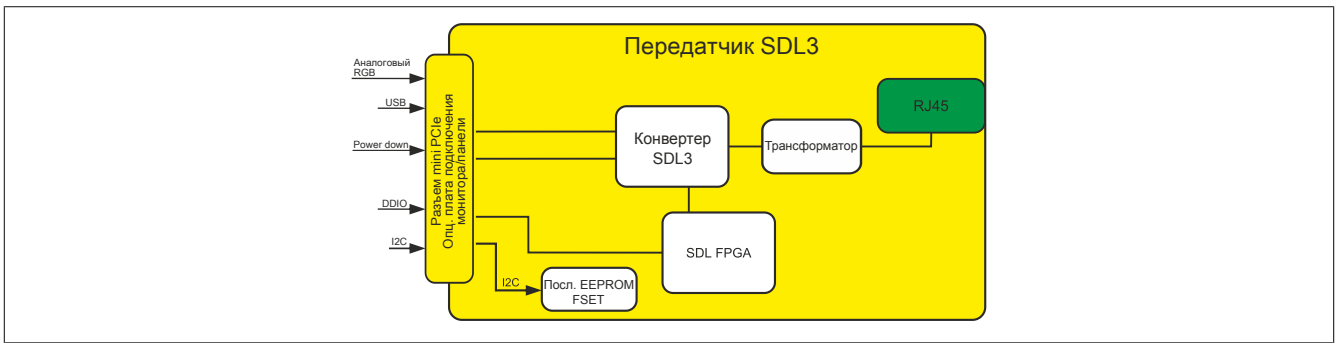 Передатчик SDL3
Аналоговый
RGB
USB
Power down
DDIO
I2C
Разъем mini PCIe
Опц. плата подключения
монитора/панели
Конвертер
SDL3
Трансформатор
RJ45
SDL FPGA
I2C
Посл. EEPROM
FSET